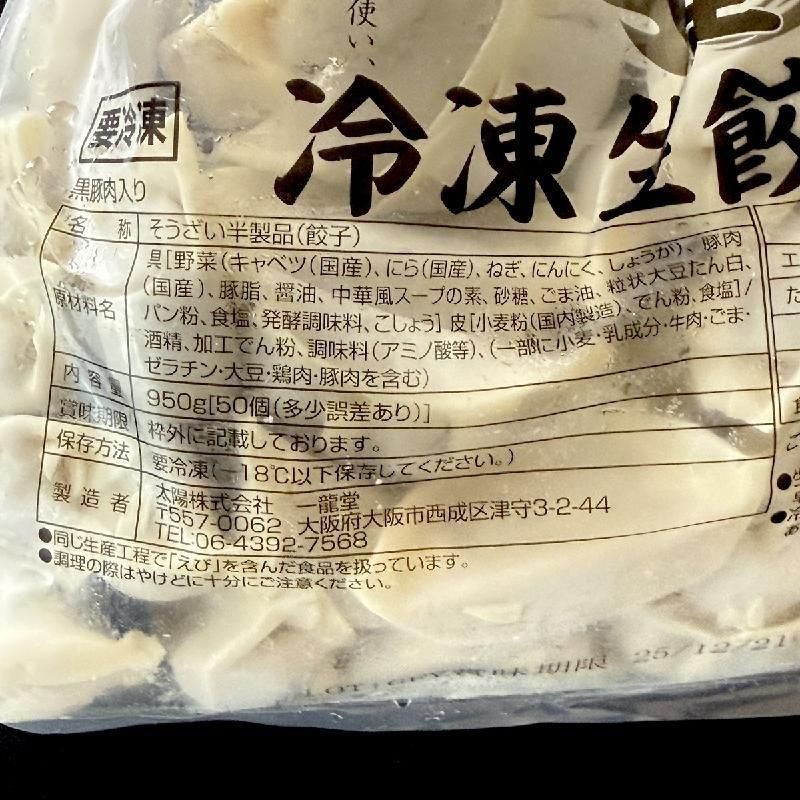 使い、
要冷凍
冷凍生餃
黒豚肉入り
名称 そうざい半製品(餃子)
原材料名 具[野菜(キャベツ(国産)、にら(国産)、ねぎ、にんにく、しょうが)、豚肉
(国産)、豚脂、醤油、中華風スープの素、砂糖、ごま油、粒状大豆たん白、
パン粉、食塩、発酵調味料、こしょう] 皮[小麦粉(国内製造)、でん粉、食塩]/
酒精、加工でん粉、調味料(アミノ酸等)、(一部に小麦・乳成分・牛肉・ごま・
ゼラチン・大豆・鶏肉・豚肉を含む)
内容量 950g[50個(多少誤差あり)]
賞味期限 枠外に記載しております。
保存方法 要冷凍(-18℃以下保存してください。)
製造者 太陽株式会社 一龍堂
〒557-0062 大阪府大阪市西成区津守3-2-44
TEL:06-4392-7568
●同じ生産工程で「えび」を含んだ食品を扱っています。
●調理の際はやけどに十分にご注意ください。
期限 25/12/21